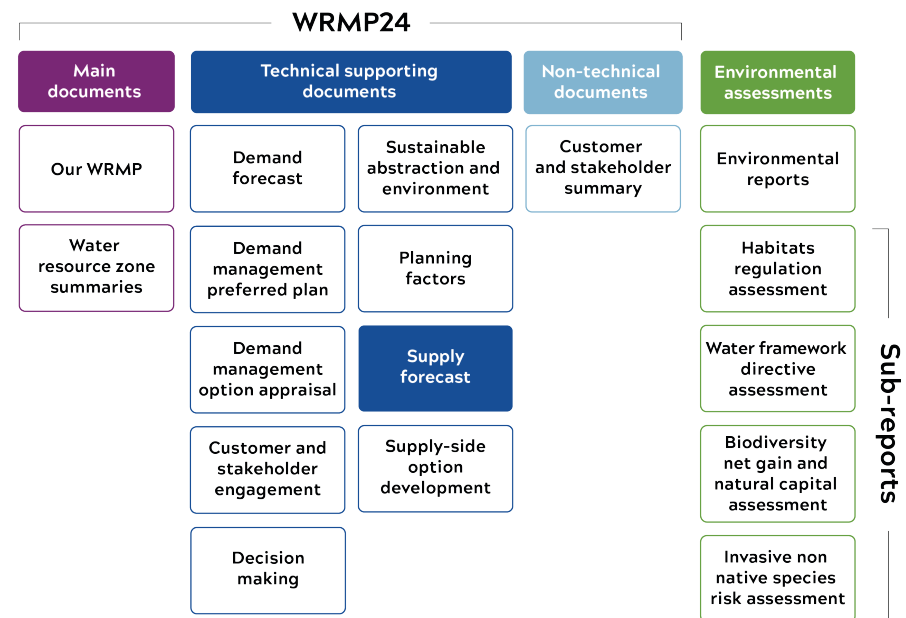 WRMP24
Main
documents
Technical supporting
documents
Non-technical
documents
Environmental
assessments
Our WRMP
Demand
forecast
Sustainable
abstraction and
environment
Customer
and stakeholder
summary
Environmental
reports
Water
resource zone
summaries
Demand
management
preferred plan
Planning
factors
Habitats
regulation
assessment
Demand
management
option appraisal
Supply
forecast
Water framework
directive
assessment
Customer and
stakeholder
engagement
Supply-side
option
development
Biodiversity
net gain and
natural capital
assessment
Decision
making
Invasive non
native species
risk assessment
Sub-reports